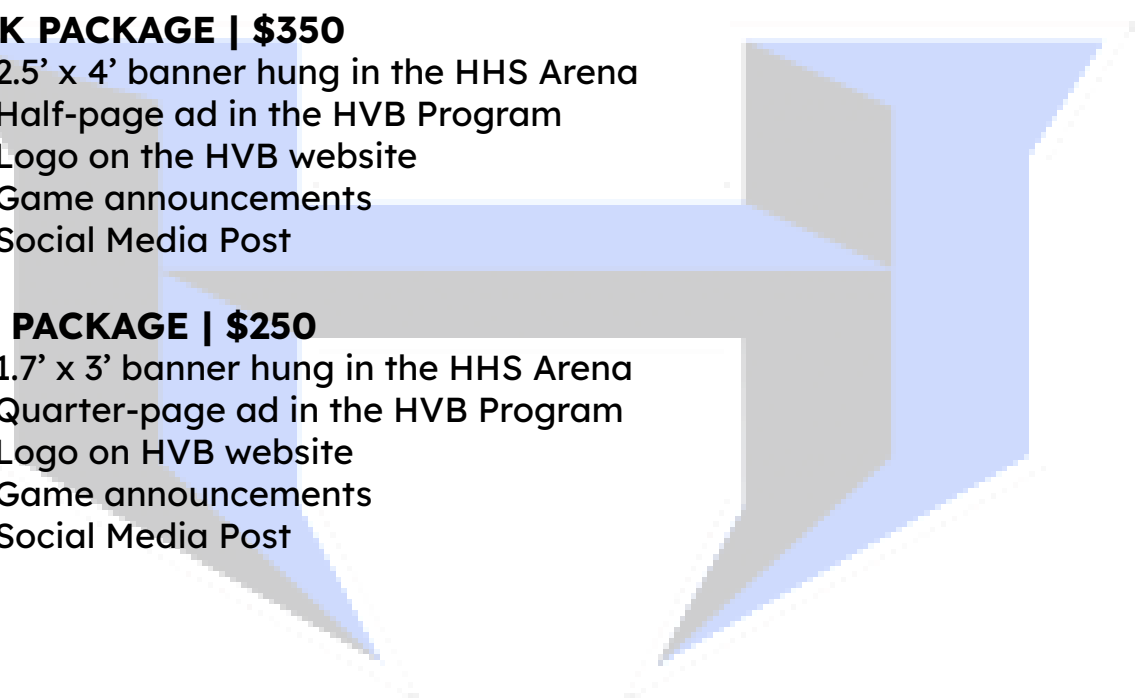 K PACKAGE | $350
2.5’ x 4’ banner hung in the HHS Arena
Half-page ad in the HVB Program
Logo on the HVB website
Game announcements
Social Media Post
PACKAGE | $250
1.7’ x 3’ banner hung in the HHS Arena
Quarter-page ad in the HVB Program
Logo on HVB website
Game announcements
Social Media Post